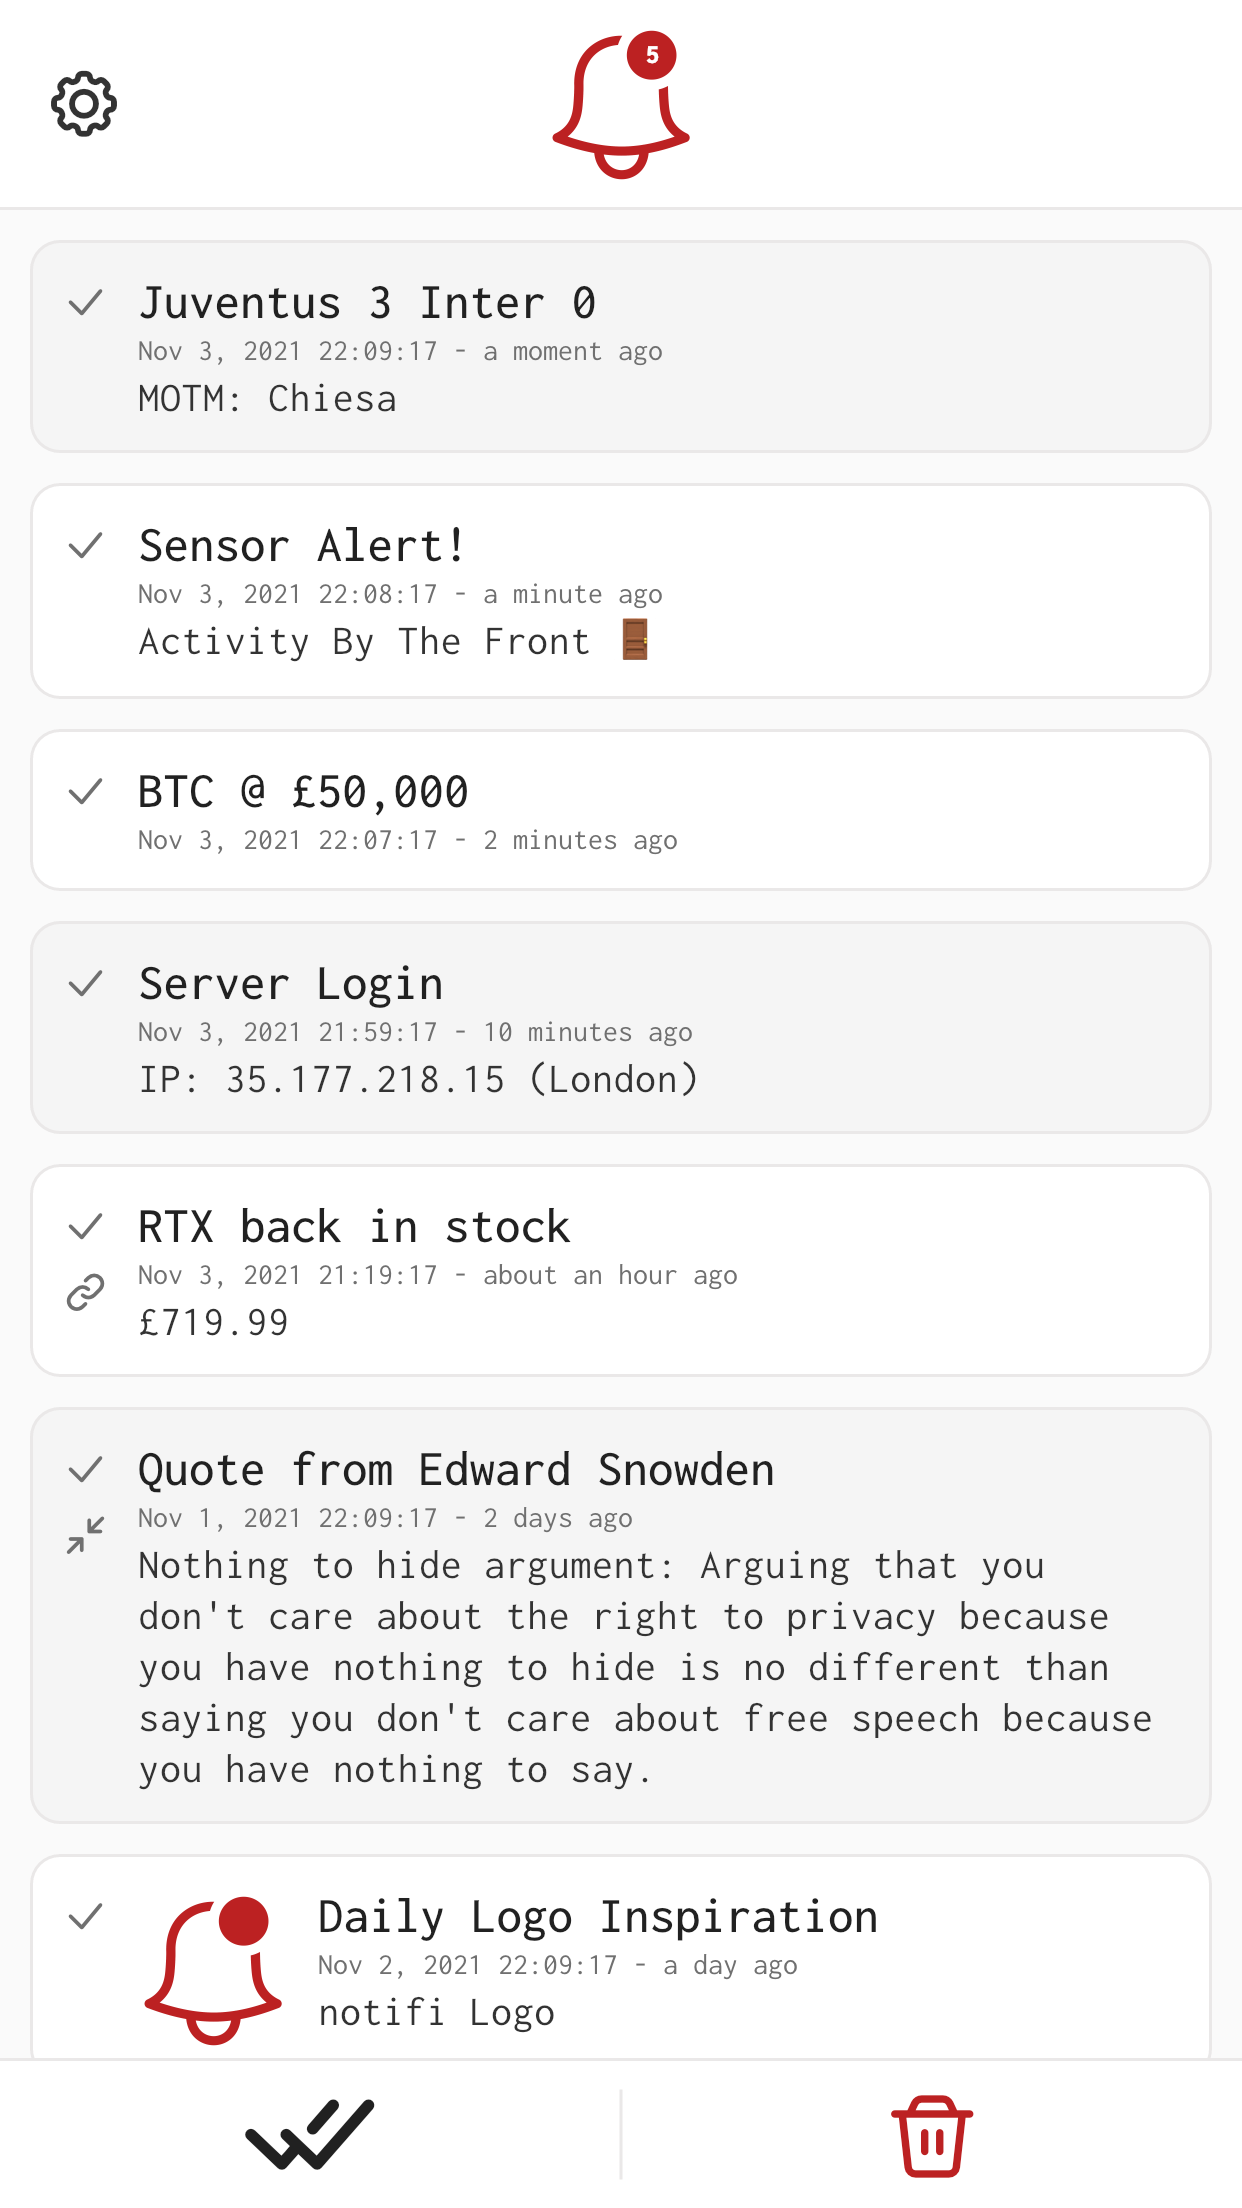 5
Juventus 3 Inter 0
Nov 3, 2021 22:09:17 - a moment ago
MOTM: Chiesa
Sensor Alert!
Nov 3, 2021 22:08:17 - a minute ago
Activity By The Front 🚪
BTC @ £50,000
Nov 3, 2021 22:07:17 - 2 minutes ago
Server Login
Nov 3, 2021 21:59:17 - 10 minutes ago
IP: 35.177.218.15 (London)
RTX back in stock
Nov 3, 2021 21:19:17 - about an hour ago
£719.99
Quote from Edward Snowden
Nov 1, 2021 22:09:17 - 2 days ago
Nothing to hide argument: Arguing that you
don't care about the right to privacy because
you have nothing to hide is no different than
saying you don't care about free speech because
you have nothing to say.
Daily Logo Inspiration
Nov 2, 2021 22:09:17 - a day ago
notifi Logo